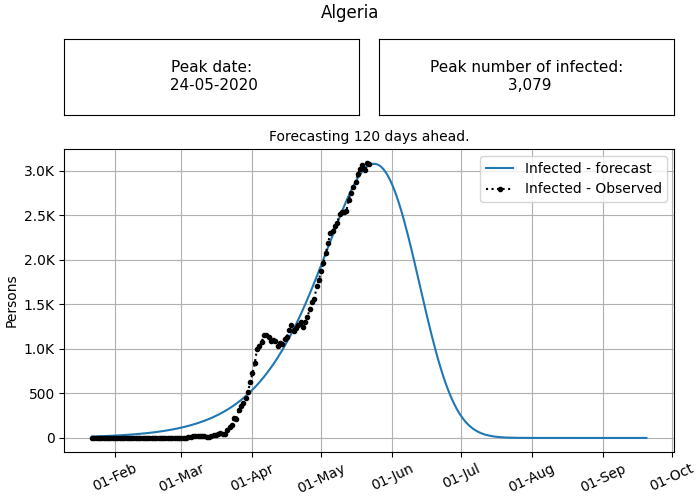 Algeria
Peak date:
24-05-2020
Peak number of infected:
3,079
Forecasting 120 days ahead.
Infected - forecast
Infected - Observed
Persons
3.0K
2.5K
2.0K
1.5K
1.0K
500
0
01-Feb
01-Mar
01-Apr
01-May
01-Jun
01-Jul
01-Aug
01-Sep
01-Oct